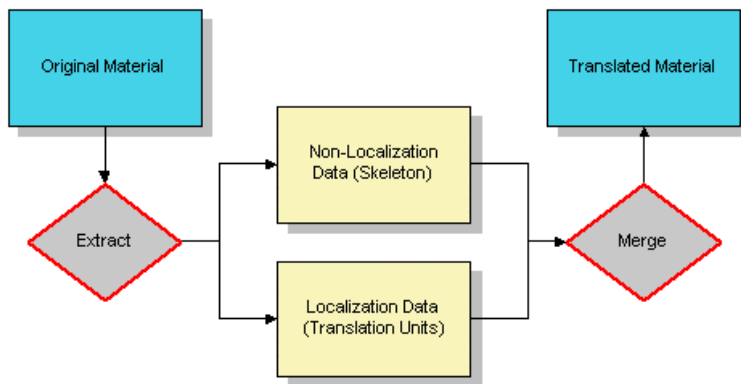 Original Material
Translated Material
Non-Localization
Data (Skeleton)
Extract
Merge
Localization Data
(Translation Units)